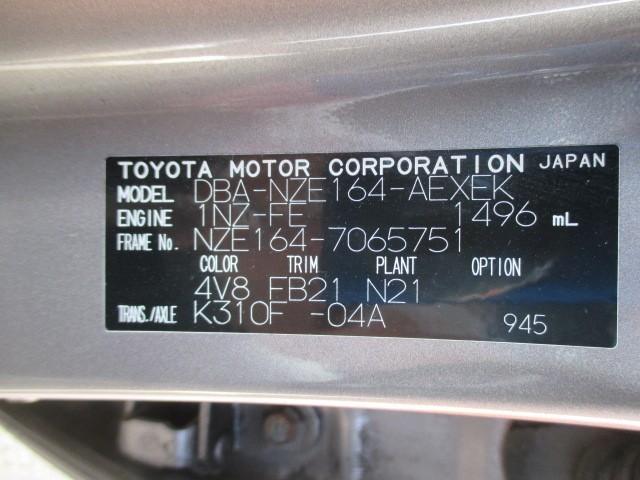 TOYOTA MOTOR CORPORATION JAPAN
MODEL DBA-NZE164-AEXEK
ENGINE 1NZ-FE 1496 mL
FRAME No. NZE164-7065751
COLOR TRIM PLANT OPTION
4V8 FB21 N21
TRANS./AXLE K310F -04A 945